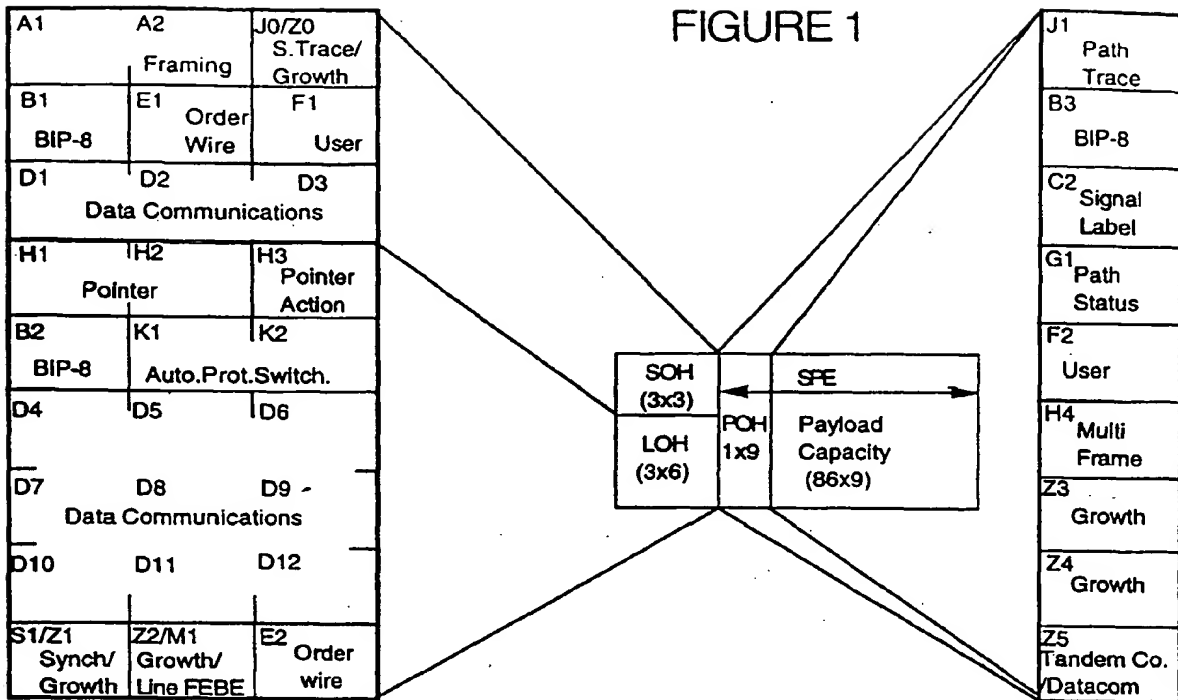 FIGURE 1
A1 A2 J0/Z0
Framing
S.Trace/
Growth
B1 E1 F1
BIP-8
Order
Wire
User
D1 D2 D3
Data Communications
H1 H2 H3
Pointer
Pointer
Action
B2 K1 K2
BIP-8
Auto.Prot.Switch.
D4 D5 D6
D7 D8 D9
Data Communications
D10 D11 D12
S1/Z1 Z2/M1 E2
Synch/
Growth
Growth/
Line FEBE
Order
wire
SOH
(3x3)
LOH
(3x6)
SPE
POH
1x9
Payload
Capacity
(86x9)
J1
Path
Trace
B3
BIP-8
C2
Signal
Label
G1
Path
Status
F2
User
H4
Multi
Frame
Z3
Growth
Z4
Growth
Z5
Tandem Co.
/Datacom